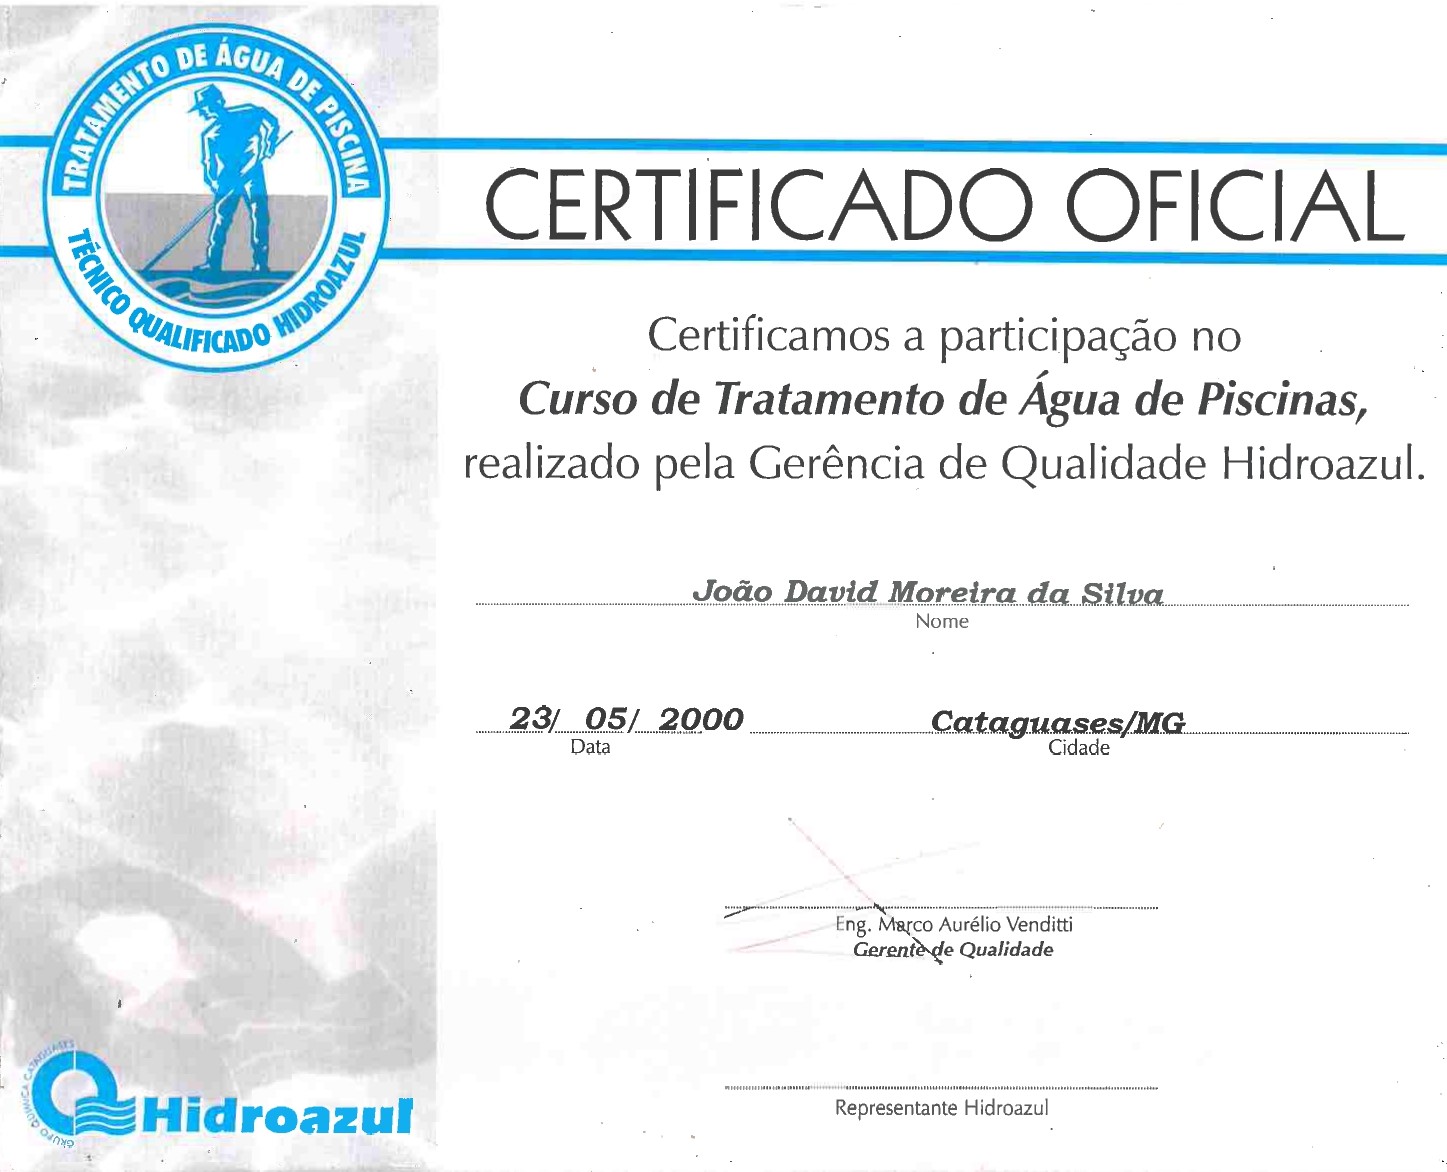 TRATAMENTO DE ÁGUA DE PISCINA
TÉCNICO QUALIFICADO HIDROAZUL
CERTIFICADO OFICIAL
Certificamos a participação no
Curso de Tratamento de Água de Piscinas,
realizado pela Gerência de Qualidade Hidroazul.
João David Moreira da Silva
Nome
23/ 05/ 2000 Cataguases/MG
Data Cidade
Eng. Marco Aurélio Venditti
Gerente de Qualidade
Representante Hidroazul
GRUPO QUÍMICA CATAGUASES
Hidroazul